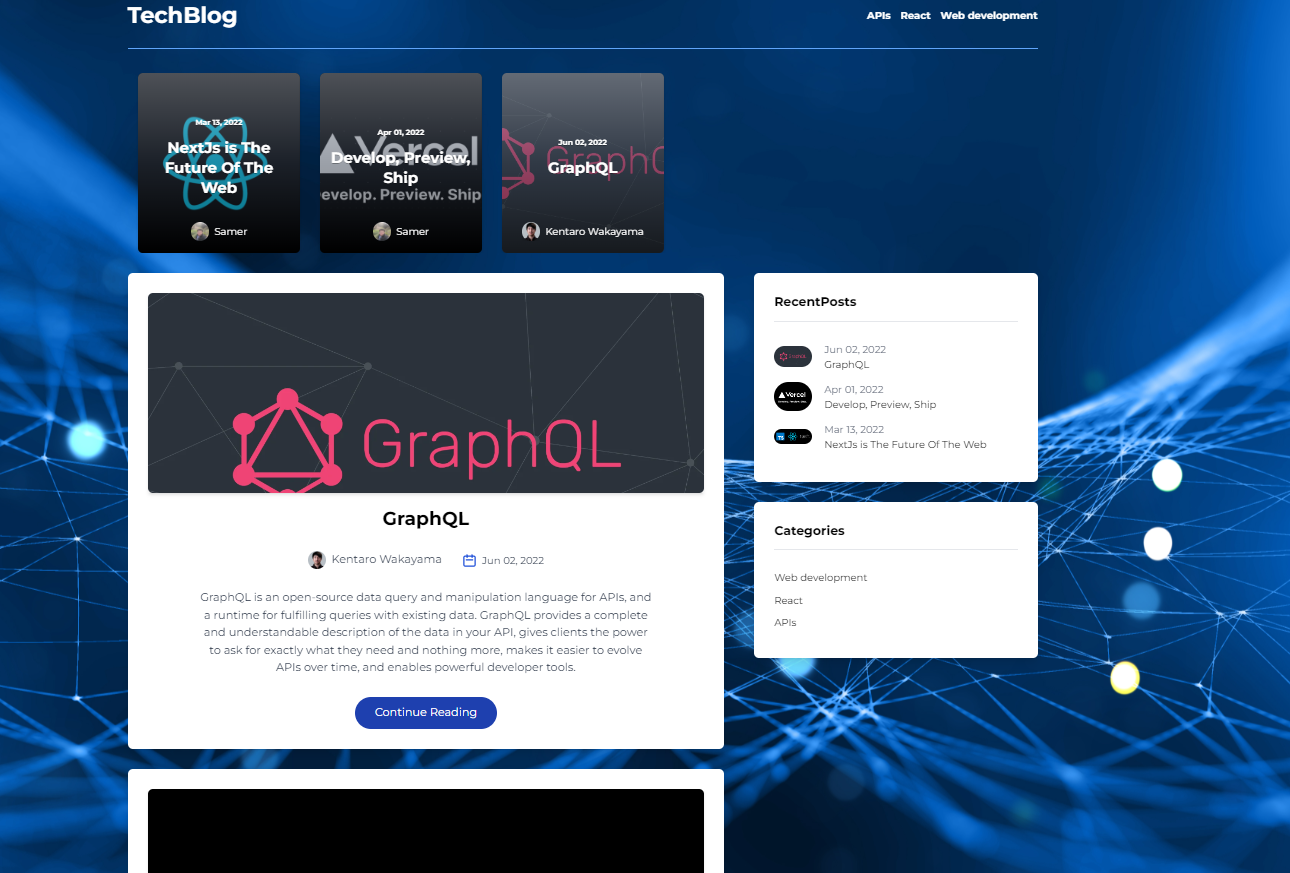 TechBlog
APIs React Web development
Mar 13, 2022
NextJs is The
Future Of The
Web
Samer
Vercel
Apr 01, 2022
Develop, Preview,
Ship
evelop. Preview. Ship
Samer
GraphQ
Jun 02, 2022
GraphQL
Kentaro Wakayama
GraphQL
GraphQL
Kentaro Wakayama Jun 02, 2022
GraphQL is an open-source data query and manipulation language for APIs, and
a runtime for fulfilling queries with existing data. GraphQL provides a complete
and understandable description of the data in your API, gives clients the power
to ask for exactly what they need and nothing more, makes it easier to evolve
APIs over time, and enables powerful developer tools.
Continue Reading
RecentPosts
Jun 02, 2022
GraphQL
Vercel
Apr 01, 2022
Develop, Preview, Ship
TS
Mar 13, 2022
NextJs is The Future Of The Web
Categories
Web development
React
APIs